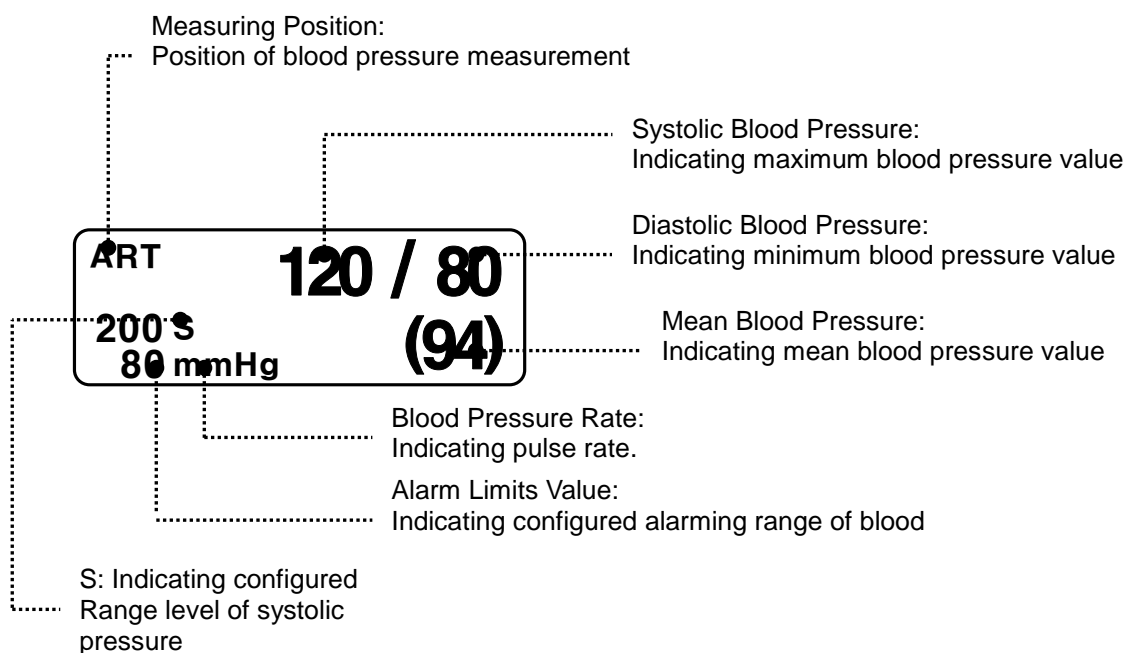 Measuring Position:
Position of blood pressure measurement
Systolic Blood Pressure:
Indicating maximum blood pressure value
Diastolic Blood Pressure:
Indicating minimum blood pressure value
ART
120 / 80
200 S
(94)
80 mmHg
Mean Blood Pressure:
Indicating mean blood pressure value
Blood Pressure Rate:
Indicating pulse rate.
Alarm Limits Value:
Indicating configured alarming range of blood
S: Indicating configured
Range level of systolic
pressure